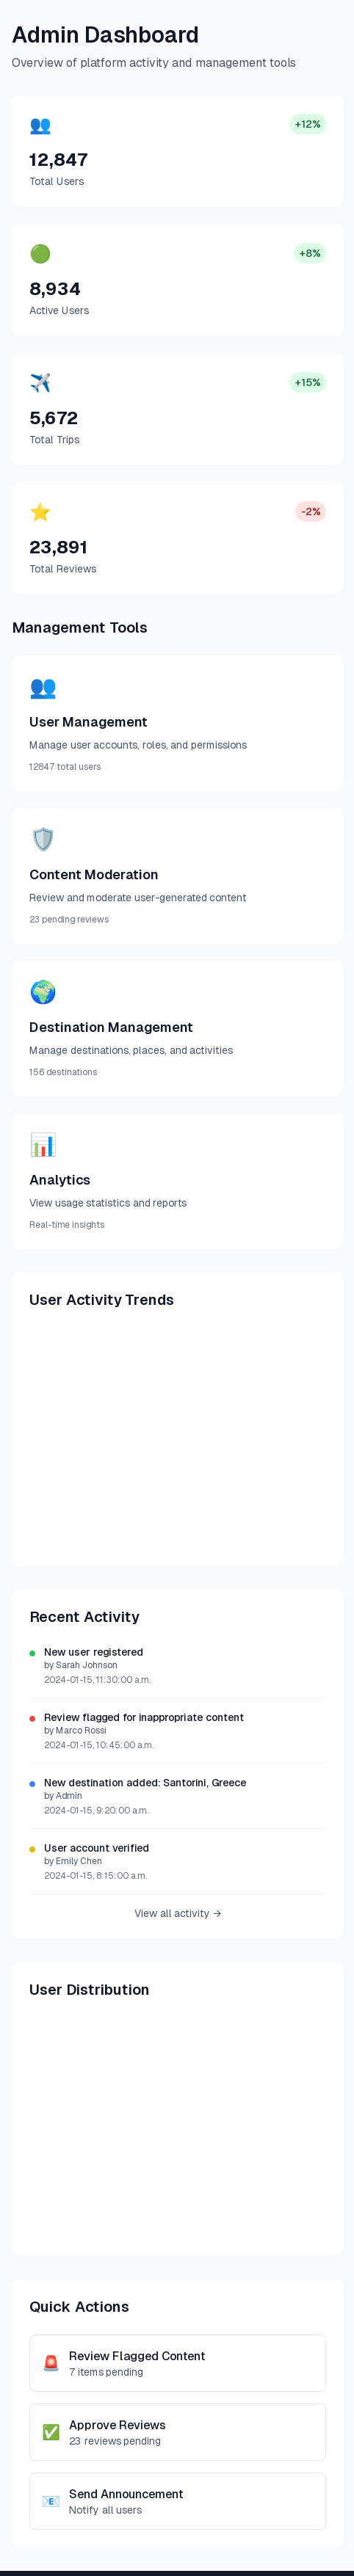 Admin Dashboard
Overview of platform activity and management tools
+12%
12,847
Total Users
+8%
8,934
Active Users
+15%
5,672
Total Trips
-2%
23,891
Total Reviews
Management Tools
User Management
Manage user accounts, roles, and permissions
12847 total users
Content Moderation
Review and moderate user-generated content
23 pending reviews
Destination Management
Manage destinations, places, and activities
156 destinations
Analytics
View usage statistics and reports
Real-time insights
User Activity Trends
Recent Activity
New user registered
by Sarah Johnson
2024-01-15, 11:30:00 a.m.
Review flagged for inappropriate content
by Marco Rossi
2024-01-15, 10:45:00 a.m.
New destination added: Santorini, Greece
by Admin
2024-01-15, 9:20:00 a.m.
User account verified
by Emily Chen
2024-01-15, 8:15:00 a.m.
View all activity →
User Distribution
Quick Actions
Review Flagged Content
7 items pending
Approve Reviews
23 reviews pending
Send Announcement
Notify all users